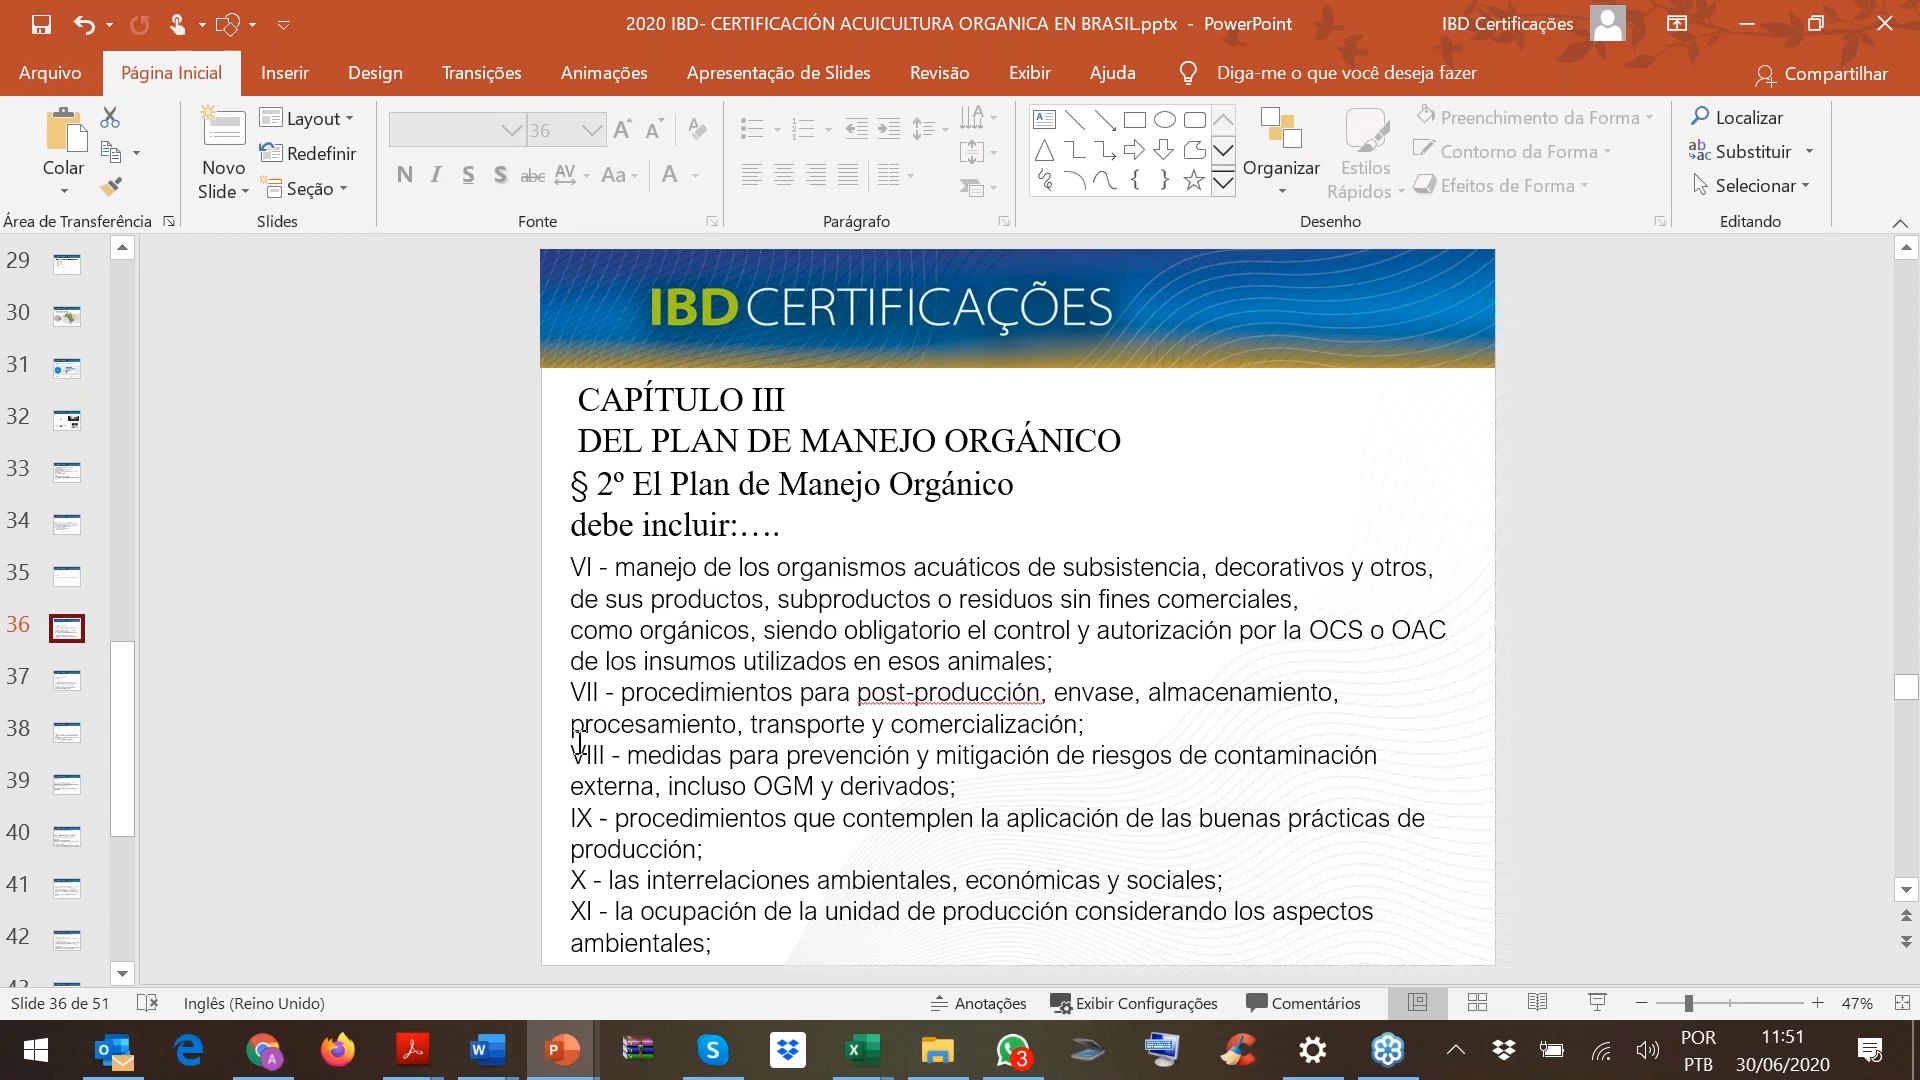 2020 IBD- CERTIFICACIÓN ACUICULTURA ORGANICA EN BRASIL.pptx - PowerPoint
IBD Certificações
Arquivo
Página Inicial
Inserir
Design
Transições
Animações
Apresentação de Slides
Revisão
Exibir
Ajuda
Diga-me o que você deseja fazer
Compartilhar
Colar
Novo
Slide
Layout
Redefinir
Seção
36
N I S S abc AV Aa A
Organizar
Estilos
Rápidos
Preenchimento da Forma
Contorno da Forma
Efeitos de Forma
Localizar
Substituir
Selecionar
Área de Transferência
Slides
Fonte
Parágrafo
Desenho
Editando
29
30
31
32
33
34
35
36
37
38
39
40
41
42
IBD CERTIFICAÇÕES
CAPÍTULO III
DEL PLAN DE MANEJO ORGÁNICO
§ 2º El Plan de Manejo Orgánico
debe incluir:….
VI - manejo de los organismos acuáticos de subsistencia, decorativos y otros,
de sus productos, subproductos o residuos sin fines comerciales,
como orgánicos, siendo obligatorio el control y autorización por la OCS o OAC
de los insumos utilizados en esos animales;
VII - procedimientos para post-producción, envase, almacenamiento,
procesamiento, transporte y comercialización;
VIII - medidas para prevención y mitigación de riesgos de contaminación
externa, incluso OGM y derivados;
IX - procedimientos que contemplen la aplicación de las buenas prácticas de
producción;
X - las interrelaciones ambientales, económicas y sociales;
XI - la ocupación de la unidad de producción considerando los aspectos
ambientales;
Slide 36 de 51
Inglês (Reino Unido)
Anotações
Exibir Configurações
Comentários
47%
3
POR
PTB
11:51
30/06/2020